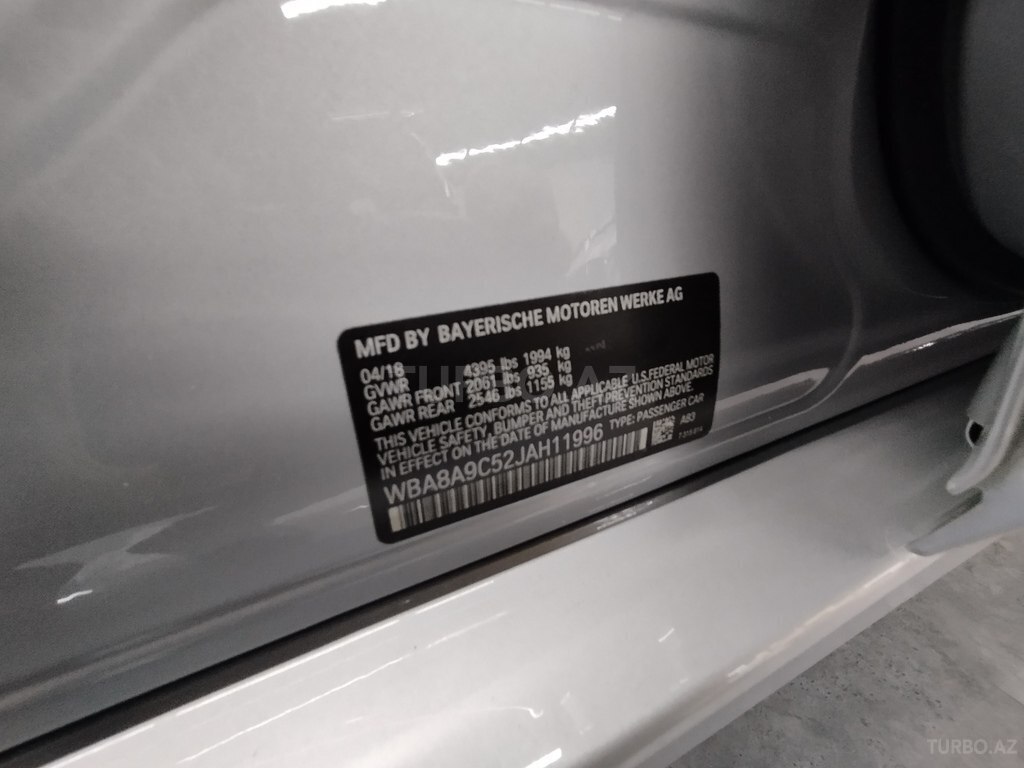 MFD BY BAYERISCHE MOTOREN WERKE AG
04/18
GVWR 4395 lbs 1994 kg
GAWR FRONT 2061 lbs 935 kg
GAWR REAR 2546 lbs 1155 kg
THIS VEHICLE CONFORMS TO ALL APPLICABLE U.S. FEDERAL MOTOR
VEHICLE SAFETY, BUMPER AND THEFT PREVENTION STANDARDS
IN EFFECT ON THE DATE OF MANUFACTURE SHOWN ABOVE.
WBA8A9C52JAH11996 TYPE: PASSENGER CAR
A83
TURBO.AZ
TURBO.AZ